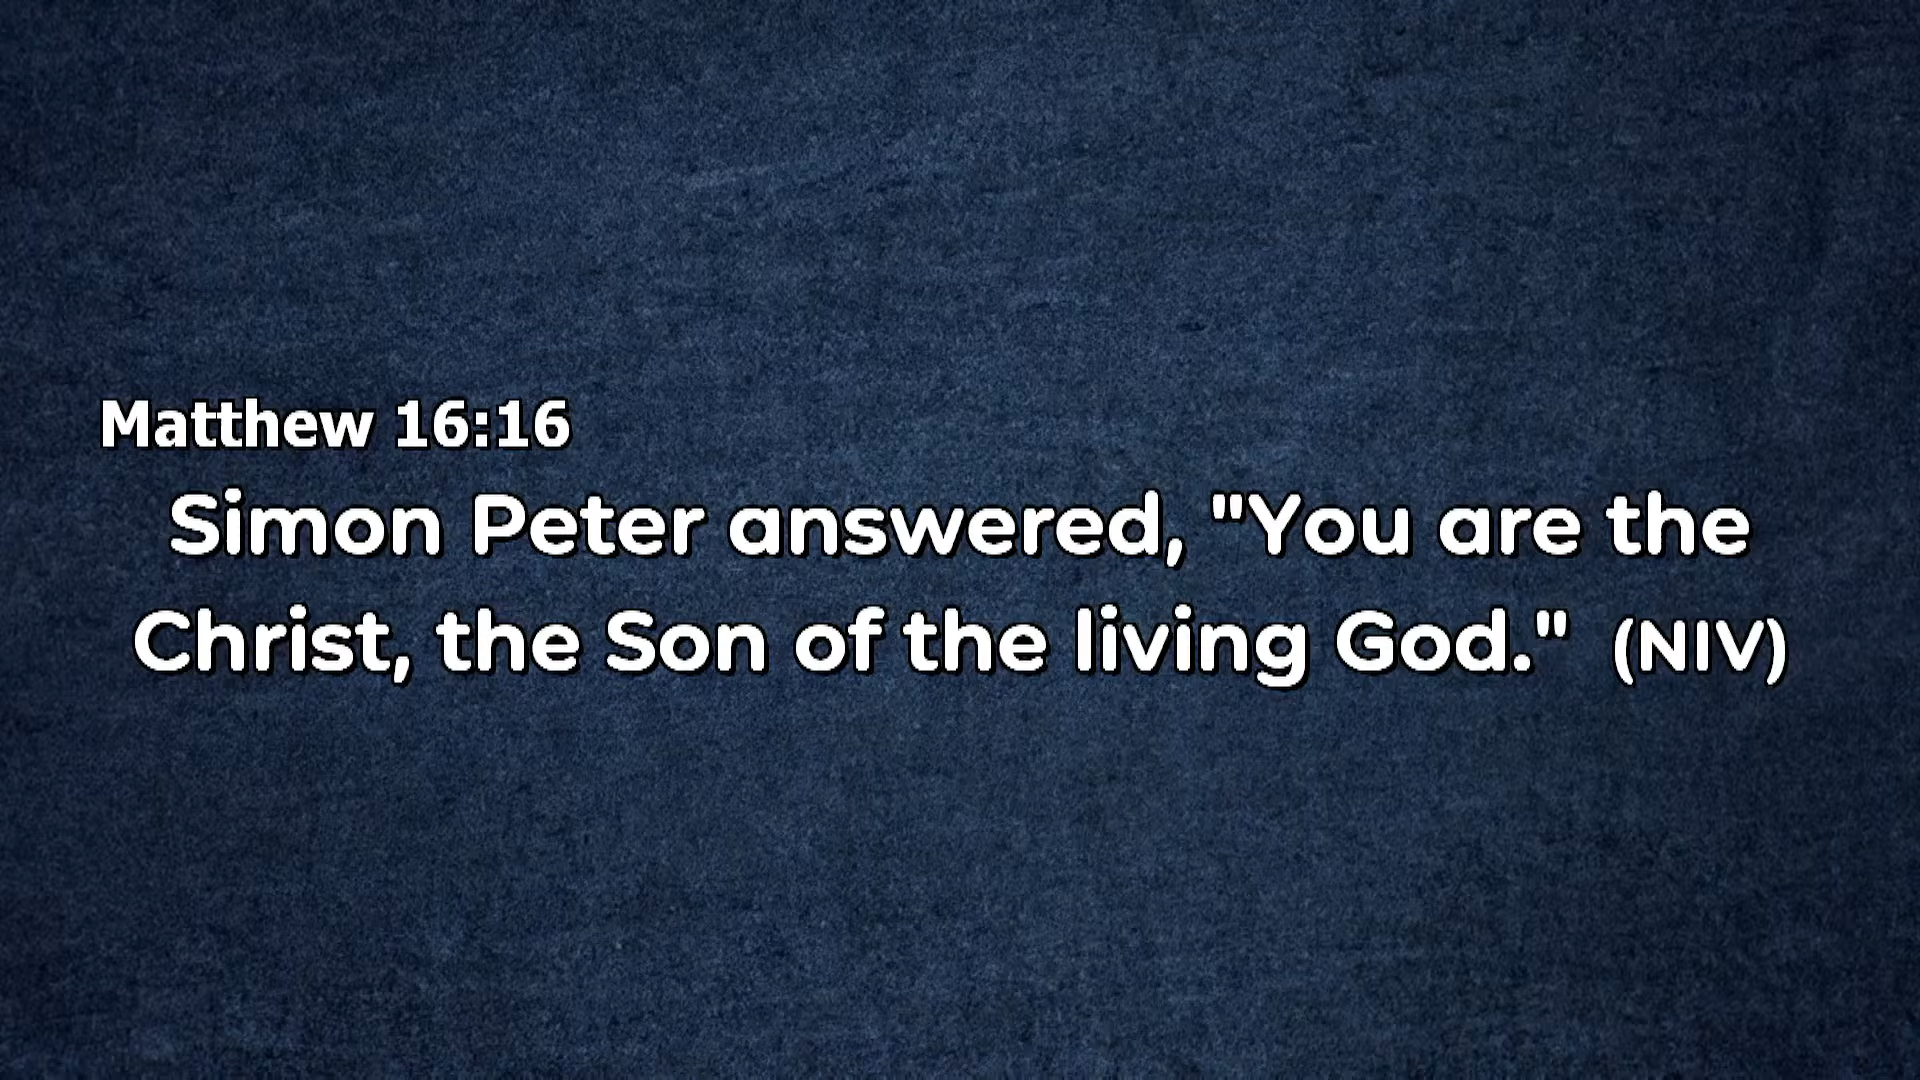 Matthew 16:16
Simon Peter answered, "You are the
Christ, the Son of the living God." (NIV)